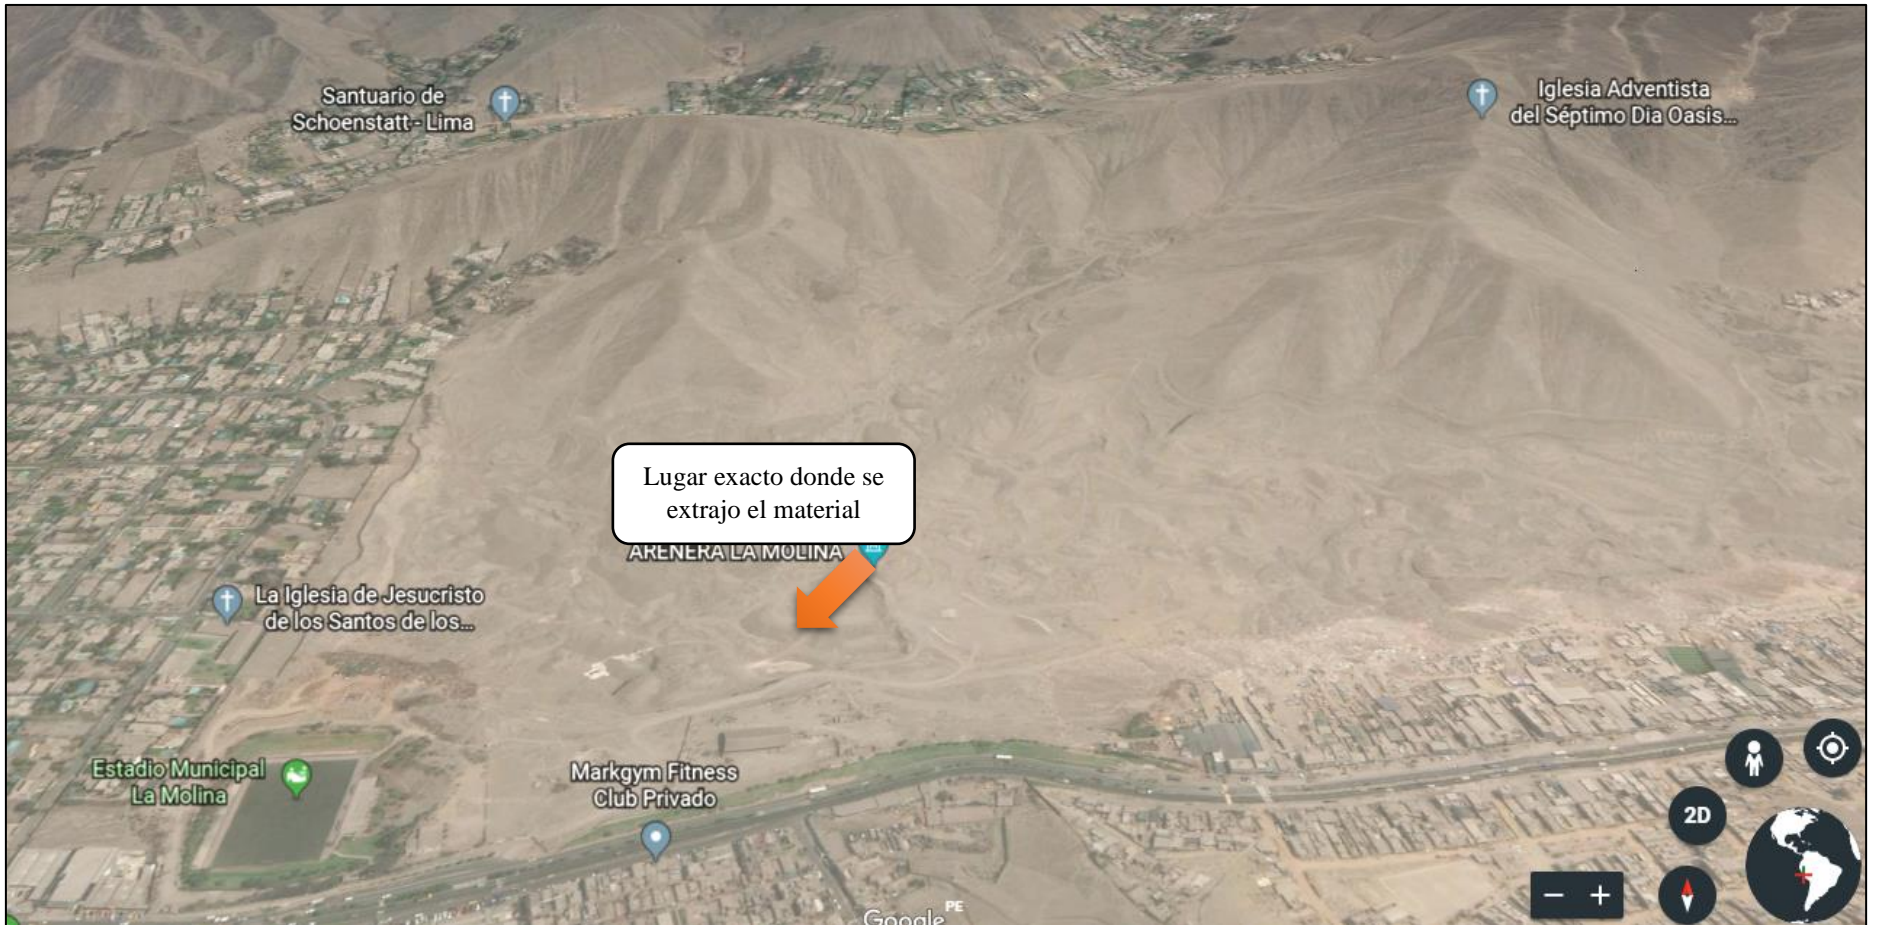 Santuario de
Schoenstatt - Lima
Iglesia Adventista
del Séptimo Dia Oasis...
Lugar exacto donde se
extrajo el material
ARENERA LA MOLINA
La Iglesia de Jesucristo
de los Santos de los...
Estadio Municipal
La Molina
Markgym Fitness
Club Privado
2D
− +
Google
PE